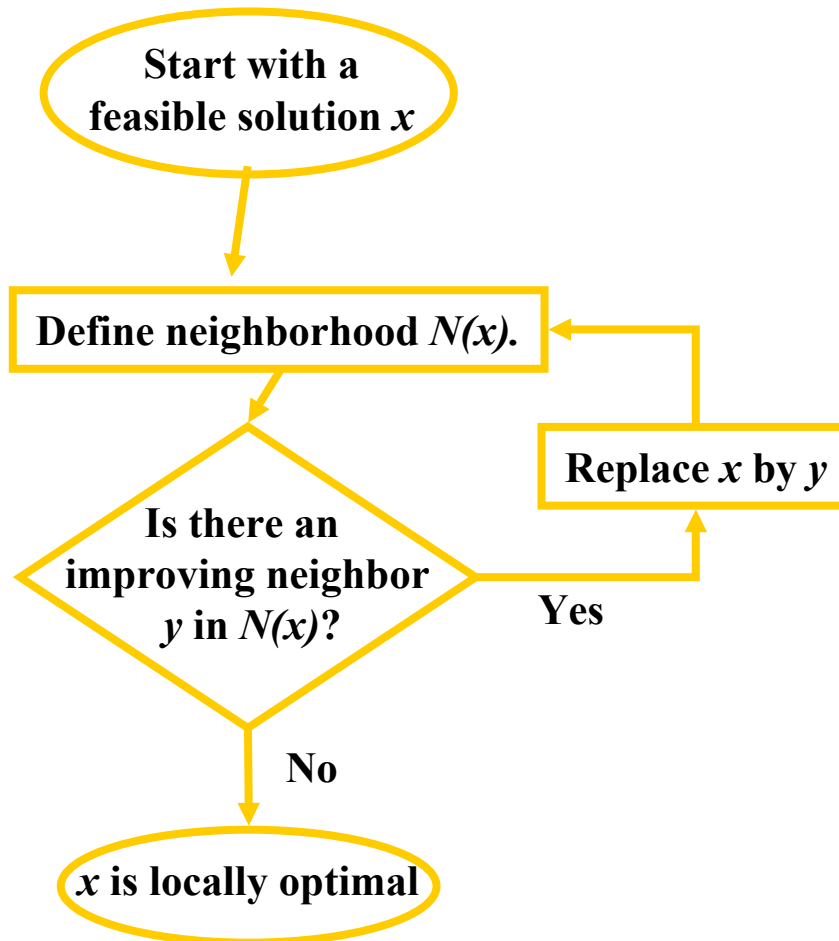 Start with a
feasible solution x
Define neighborhood N(x).
Replace x by y
Is there an
improving neighbor
y in N(x)?
Yes
No
x is locally optimal